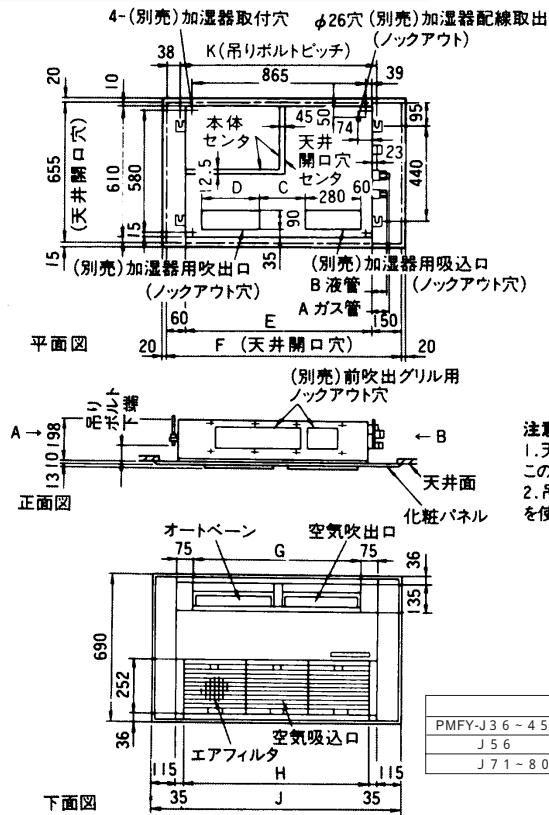 4-(別売)加湿器取付穴
φ26穴(別売)加湿器配線取出
(ノックアウト)
38
K(吊りボルトピッチ)
865
39
20
10
655
(天井開口穴)
610
580
15
15
本体
センタ
45
50
74
天井
開口穴
センタ
95
23
440
12.5
D
C
280
60
90
35
(別売)加湿器用吹出口
(ノックアウト穴)
(別売)加湿器用吸込口
(ノックアウト穴)
B 液管
A ガス管
60
E
50
平面図
20
F (天井開口穴)
20
(別売)前吹出グリル用
ノックアウト穴
吊り
ボルト
下端
A→
198
10
13
←B
天井面
化粧パネル
正面図
注意
1.天
この
2.吊
を使
オートベーン
空気吹出口
75
G
75
36
135
690
252
36
エアフィルタ
空気吸込口
115
H
115
35
J
35
下面図
PMFY-J36~45
J56
J71~80